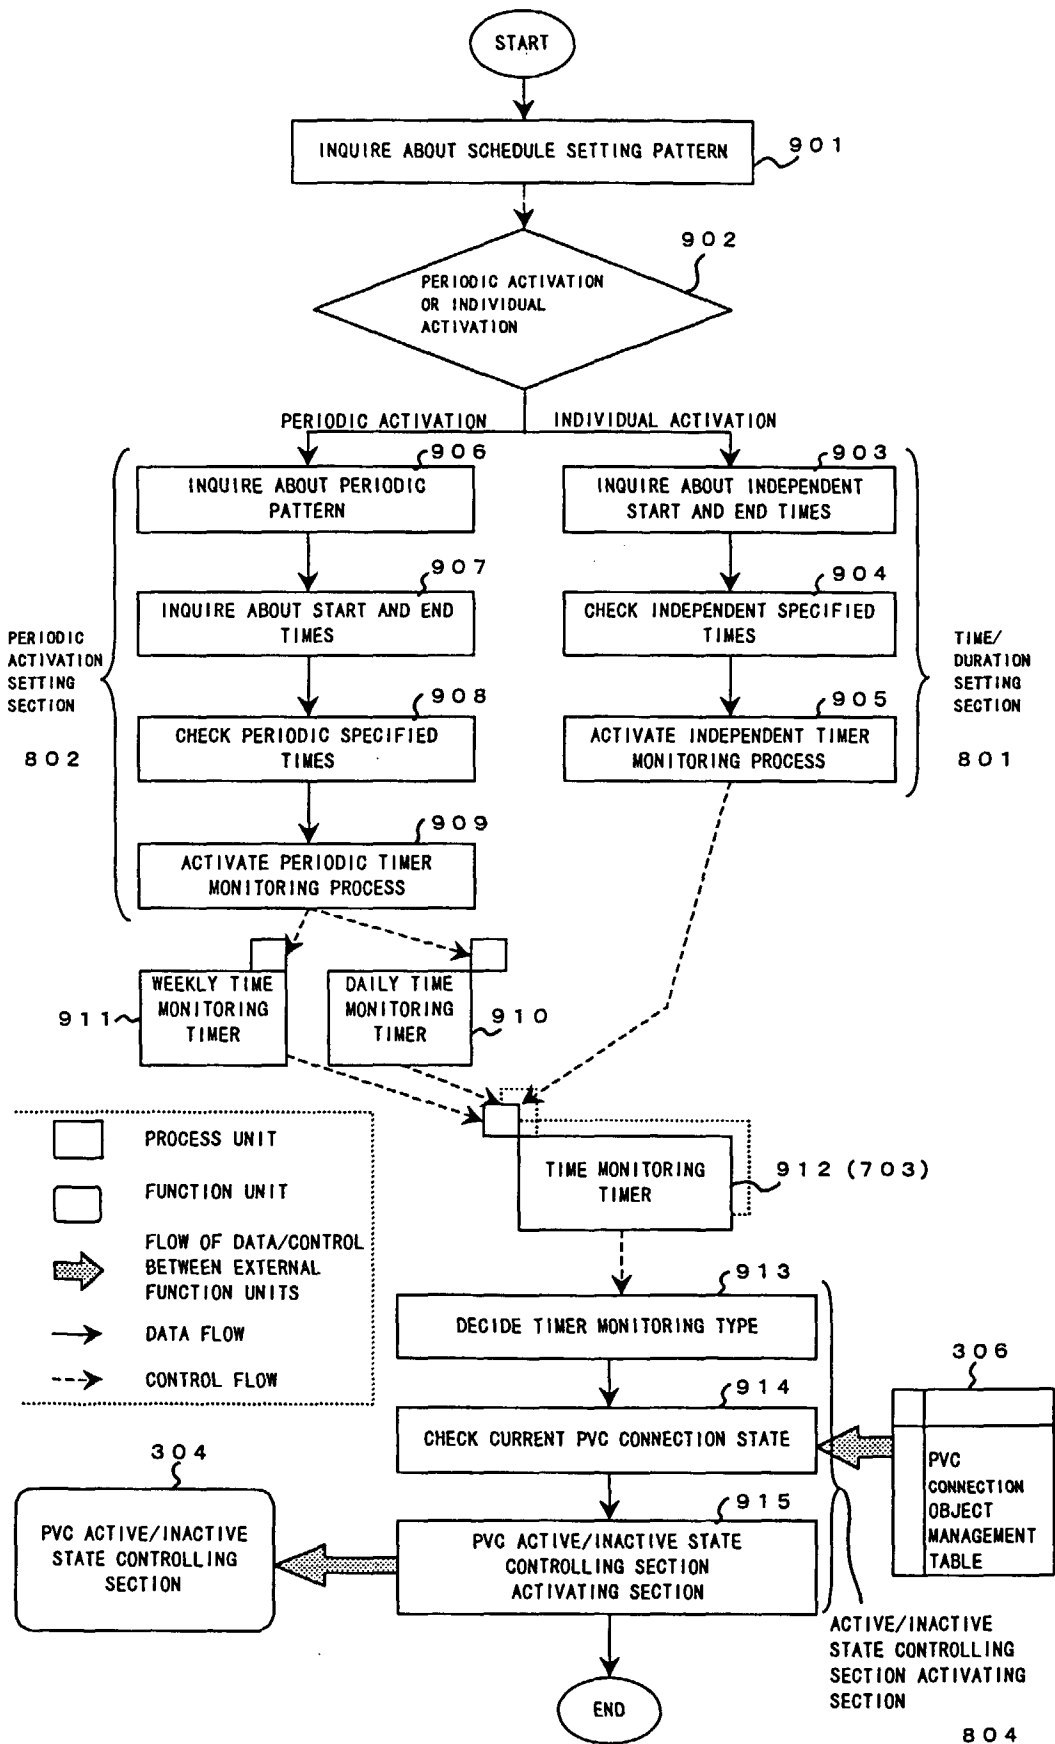 START
INQUIRE ABOUT SCHEDULE SETTING PATTERN
901
902
PERIODIC ACTIVATION
OR INDIVIDUAL
ACTIVATION
PERIODIC ACTIVATION
INDIVIDUAL ACTIVATION
906
INQUIRE ABOUT PERIODIC
PATTERN
907
INQUIRE ABOUT START AND END
TIMES
908
CHECK PERIODIC SPECIFIED
TIMES
909
ACTIVATE PERIODIC TIMER
MONITORING PROCESS
PERIODIC
ACTIVATION
SETTING
SECTION
802
903
INQUIRE ABOUT INDEPENDENT
START AND END TIMES
904
CHECK INDEPENDENT SPECIFIED
TIMES
905
ACTIVATE INDEPENDENT TIMER
MONITORING PROCESS
TIME/
DURATION
SETTING
SECTION
801
WEEKLY TIME
MONITORING
TIMER
911
DAILY TIME
MONITORING
TIMER
910
TIME MONITORING
TIMER
912 (703)
PROCESS UNIT
FUNCTION UNIT
FLOW OF DATA/CONTROL
BETWEEN EXTERNAL
FUNCTION UNITS
DATA FLOW
CONTROL FLOW
913
DECIDE TIMER MONITORING TYPE
914
CHECK CURRENT PVC CONNECTION STATE
915
PVC ACTIVE/INACTIVE STATE
CONTROLLING SECTION
ACTIVATING SECTION
306
PVC
CONNECTION
OBJECT
MANAGEMENT
TABLE
304
PVC ACTIVE/INACTIVE
STATE CONTROLLING
SECTION
ACTIVE/INACTIVE
STATE CONTROLLING
SECTION ACTIVATING
SECTION
804
END